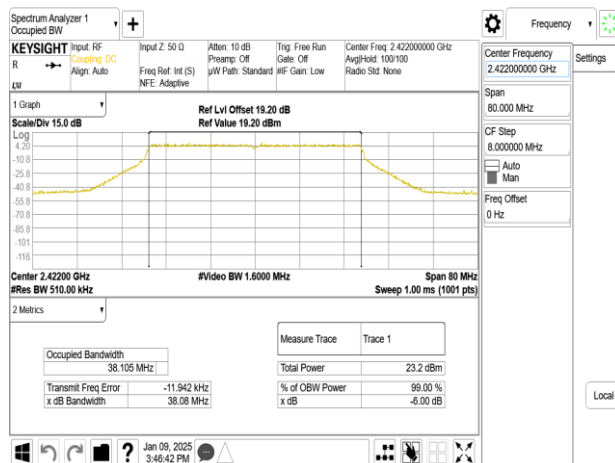 Spectrum Analyzer 1
Occupied BW
Frequency
KEYSIGHT
R
LXI
Input: RF
Coupling: DC
Align: Auto
Input Z: 50 Ω
Freq Ref: Int (S)
NFE: Adaptive
Atten: 10 dB
Preamp: Off
µW Path: Standard
Trig: Free Run
Gate: Off
#IF Gain: Low
Center Freq: 2.422000000 GHz
Avg|Hold: 100/100
Radio Std: None
Center Frequency
2.422000000 GHz
Settings
Span
80.000 MHz
CF Step
8.000000 MHz
Auto
Man
Freq Offset
0 Hz
Local
1 Graph
Scale/Div 15.0 dB
Ref Lvl Offset 19.20 dB
Ref Value 19.20 dBm
Log
4.20
-10.8
-25.8
-40.8
-55.8
-70.8
-85.8
-101
-116
Center 2.42200 GHz
#Res BW 510.00 kHz
#Video BW 1.6000 MHz
Span 80 MHz
Sweep 1.00 ms (1001 pts)
2 Metrics
Measure Trace Trace 1
Occupied Bandwidth
38.105 MHz
Total Power 23.2 dBm
Transmit Freq Error -11.942 kHz
% of OBW Power 99.00 %
x dB Bandwidth 38.08 MHz
x dB -6.00 dB
?
Jan 09, 2025
3:46:42 PM